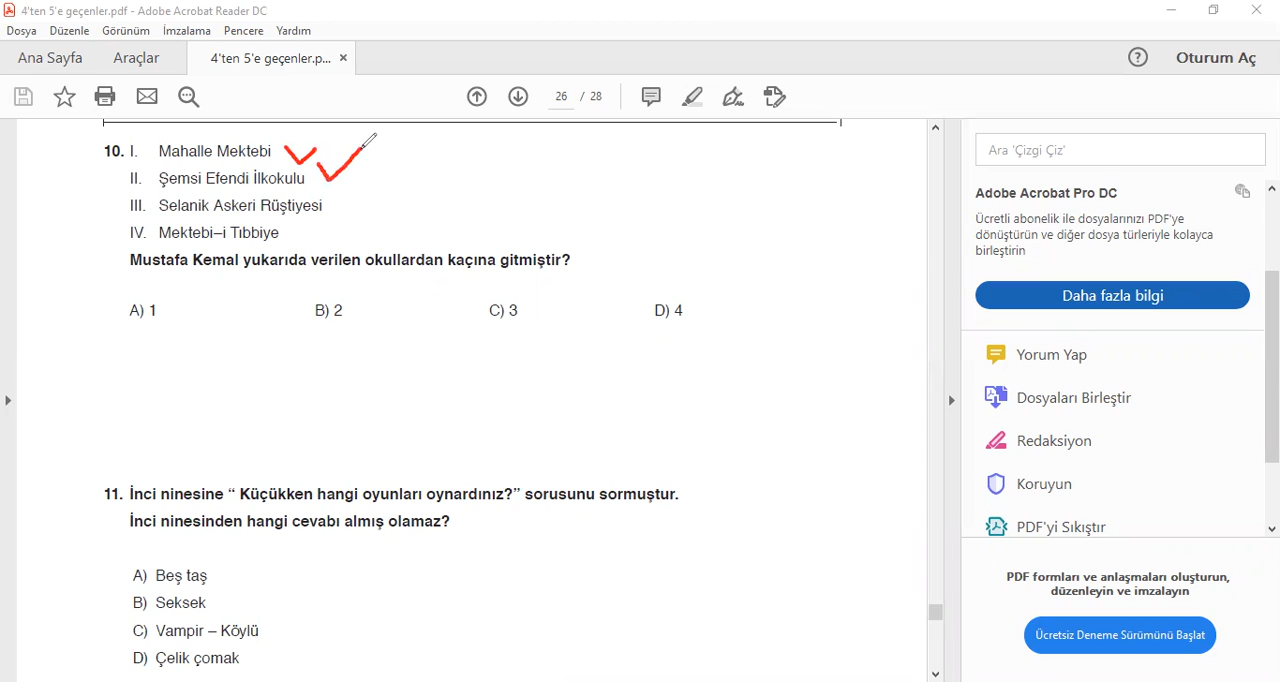 4'ten 5'e geçenler.pdf - Adobe Acrobat Reader DC
Dosya Düzenle Görünüm İmzalama Pencere Yardım
Ana Sayfa Araçlar 4'ten 5'e geçenler.p... × ? Oturum Aç
26 / 28
10. I. Mahalle Mektebi
II. Şemsi Efendi İlkokulu
III. Selanik Askeri Rüştiyesi
IV. Mektebi–i Tıbbiye
Mustafa Kemal yukarıda verilen okullardan kaçına gitmiştir?
A) 1 B) 2 C) 3 D) 4
11. İnci ninesine “ Küçükken hangi oyunları oynardınız?” sorusunu sormuştur.
İnci ninesinden hangi cevabı almış olamaz?
A) Beş taş
B) Seksek
C) Vampir – Köylü
D) Çelik çomak
Ara 'Çizgi Çiz'
Adobe Acrobat Pro DC
Ücretli abonelik ile dosyalarınızı PDF'ye
dönüştürün ve diğer dosya türleriyle kolayca
birleştirin
Daha fazla bilgi
Yorum Yap
Dosyaları Birleştir
Redaksiyon
Koruyun
PDF'yi Sıkıştır
PDF formları ve anlaşmaları oluşturun,
düzenleyin ve imzalayın
Ücretsiz Deneme Sürümünü Başlat